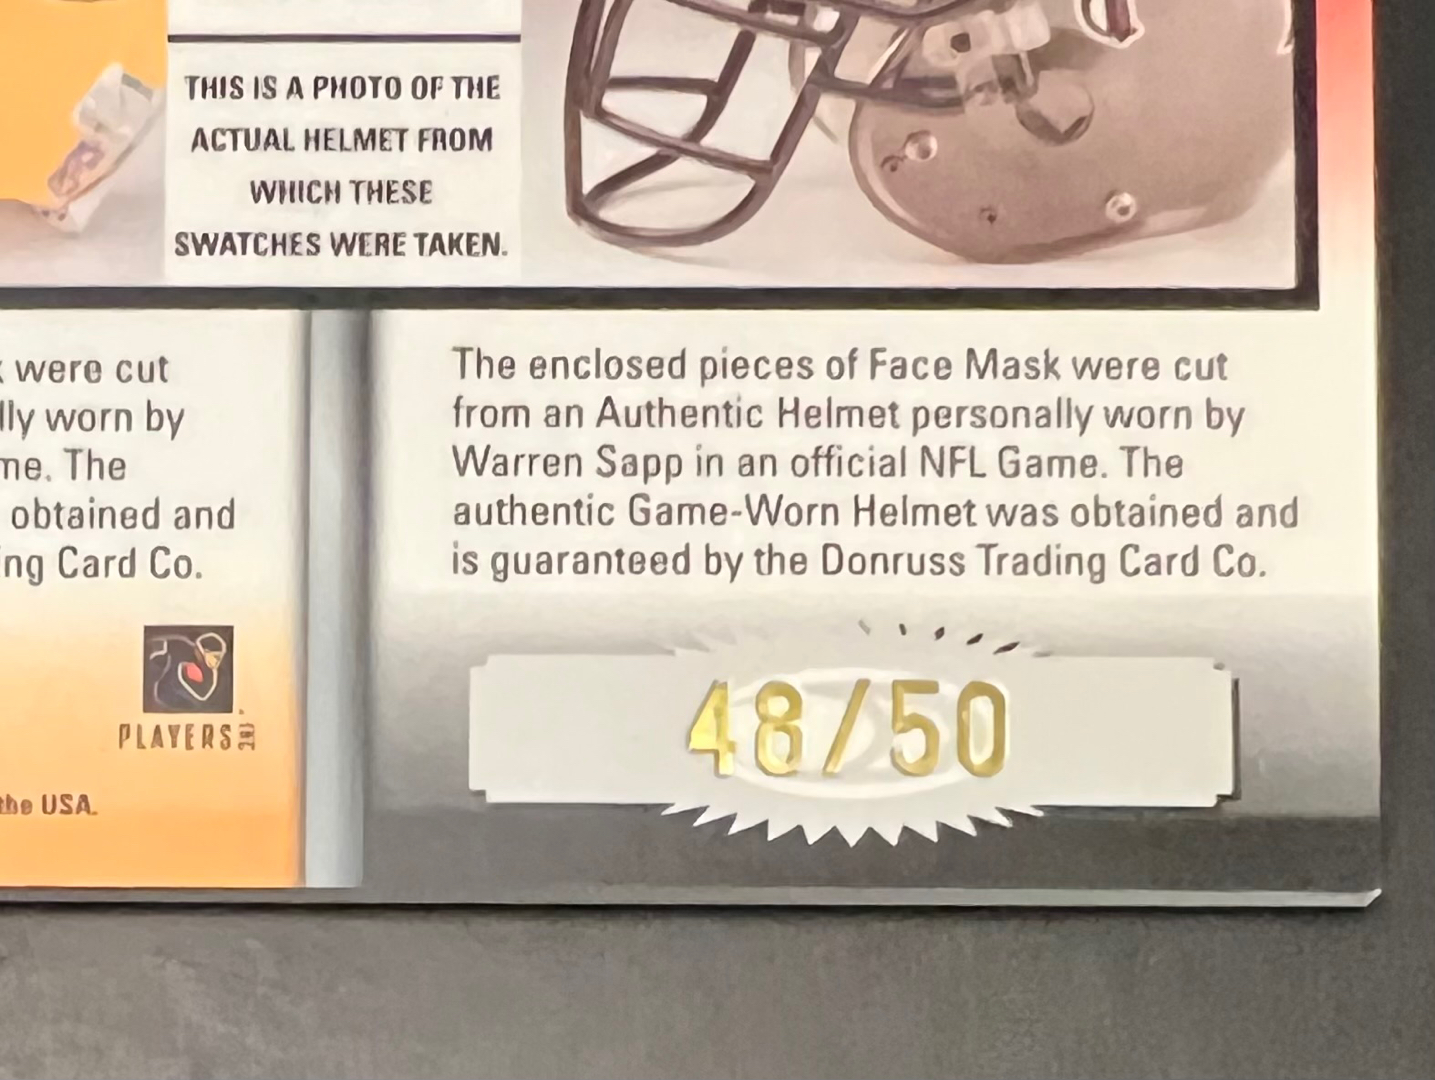 THIS IS A PHOTO OF THE
ACTUAL HELMET FROM
WHICH THESE
SWATCHES WERE TAKEN.
were cut
lly worn by
me. The
obtained and
ng Card Co.
PLAYERS INC
the USA.
The enclosed pieces of Face Mask were cut
from an Authentic Helmet personally worn by
Warren Sapp in an official NFL Game. The
authentic Game-Worn Helmet was obtained and
is guaranteed by the Donruss Trading Card Co.
48/50